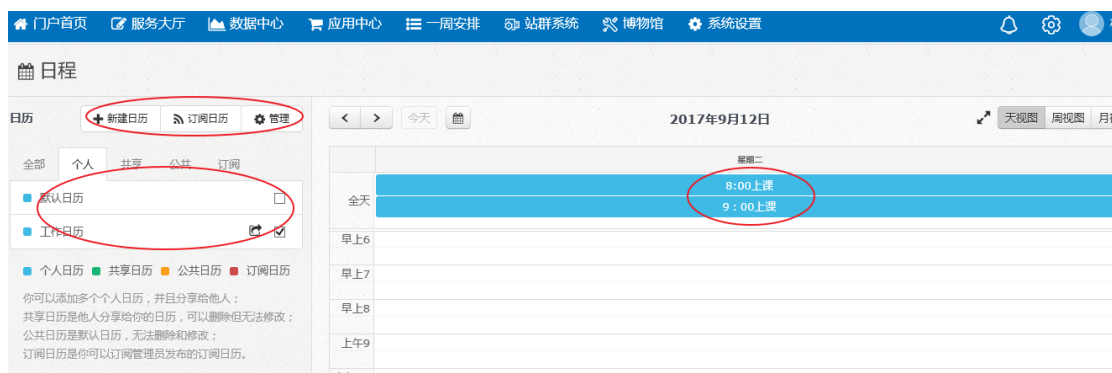 门户首页 服务大厅 数据中心 应用中心 一周安排 站群系统 博物馆 系统设置
日程
日历 新建日历 订阅日历 管理 今天 2017年9月12日 天视图 周视图
全部 个人 共享 公共 订阅 星期二
默认日历
工作日历
全天 8:00上课
9：00上课
早上6
早上7
早上8
上午9
个人日历 共享日历 公共日历 订阅日历
你可以添加多个个人日历，并且分享给他人；
共享日历是他人分享给你的日历，可以删除但无法修改；
公共日历是默认日历，无法删除和修改；
订阅日历是你可以订阅管理员发布的订阅日历。